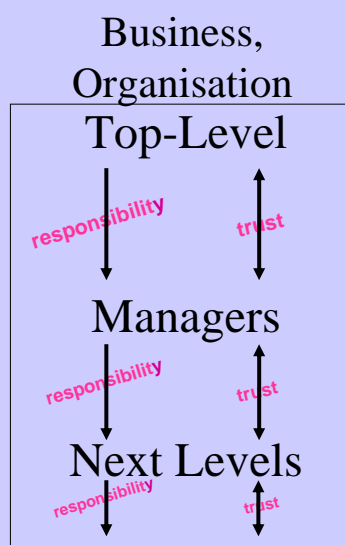 Business,
Organisation
Top-Level
responsibility trust
Managers
responsibility trust
Next Levels
responsibility trust